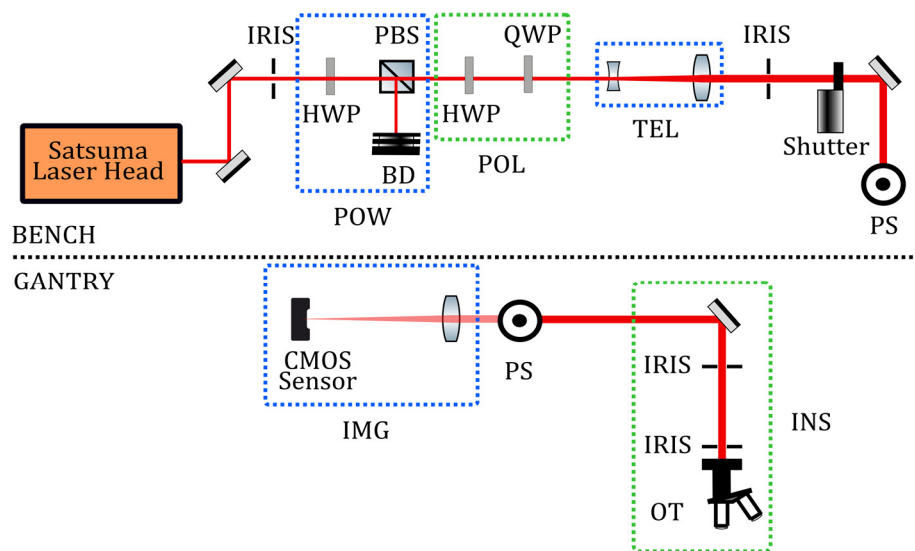 IRIS
PBS
QWP
IRIS
HWP
HWP
TEL
Satsuma
Laser Head
BD
POL
Shutter
POW
PS
BENCH
GANTRY
CMOS
Sensor
PS
IRIS
IMG
IRIS
INS
OT